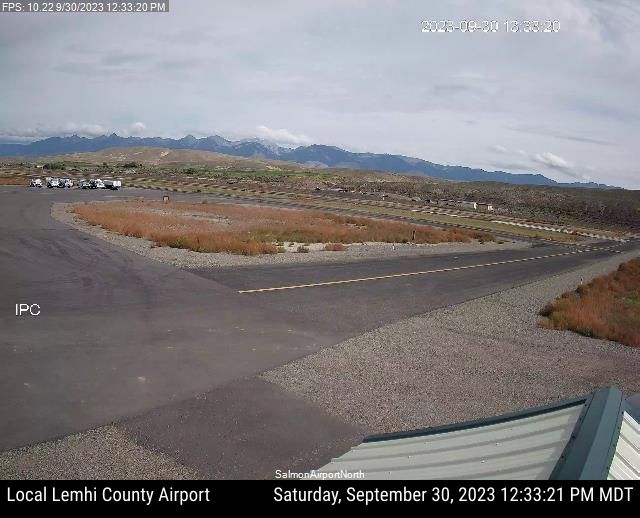 FPS: 10.22 9/30/2023 12:33:20 PM
2023-09-30 13:33:20
IPC
SalmonAirportNorth
Local Lemhi County Airport Saturday, September 30, 2023 12:33:21 PM MDT